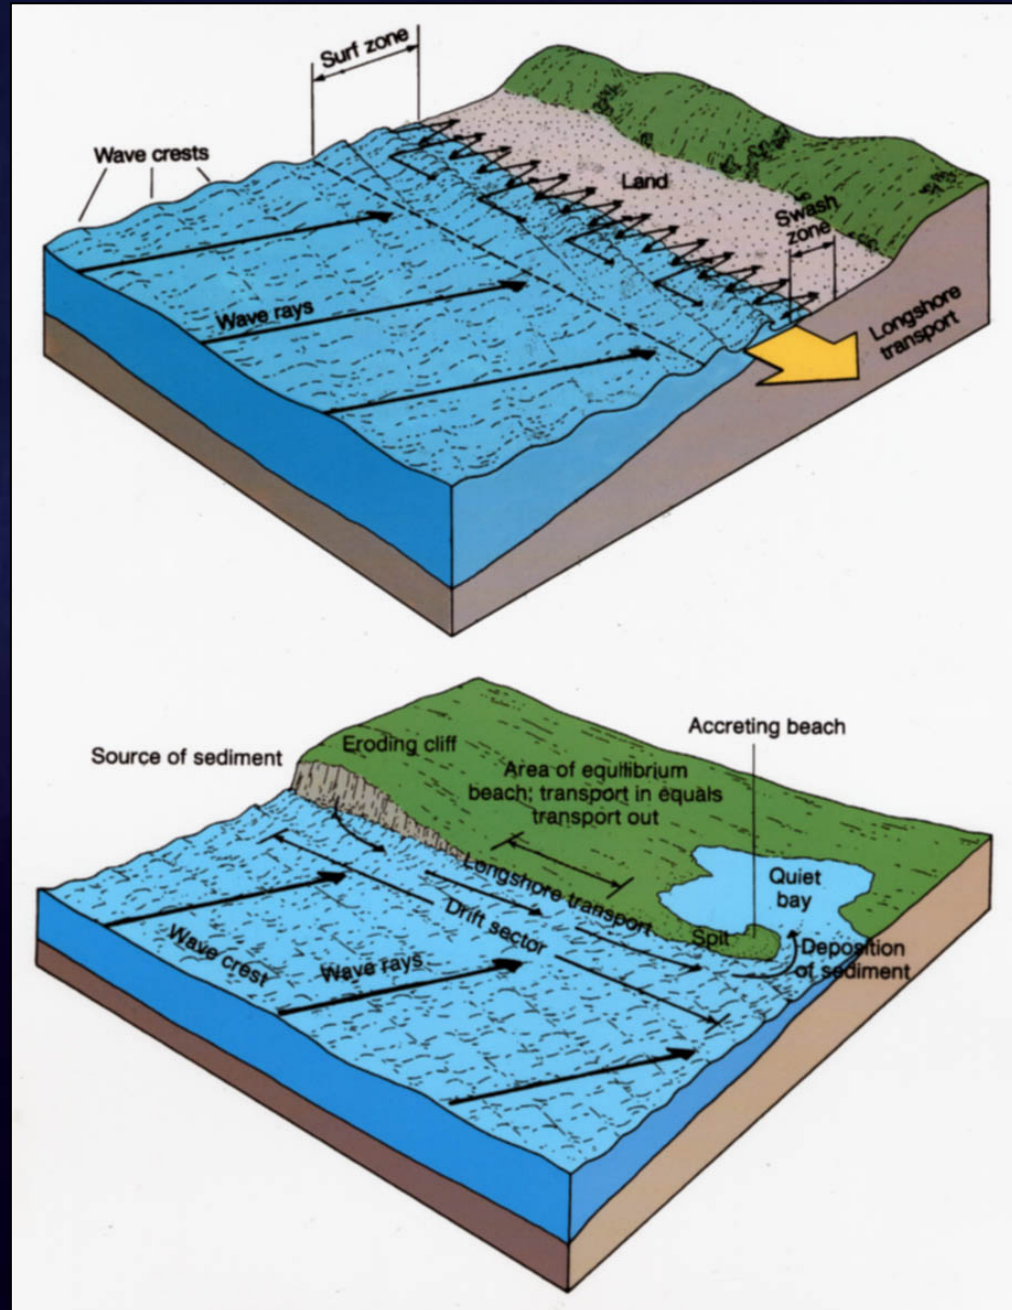 Surf zone
Wave crests
Land
Swash
zone
Wave rays
Longshore
transport
Accreting beach
Source of sediment
Eroding cliff
Area of equilibrium
beach; transport in equals
transport out
Quiet
bay
Longshore transport
Drift sector
Spit
Deposition
of sediment
Wave crest
Wave rays